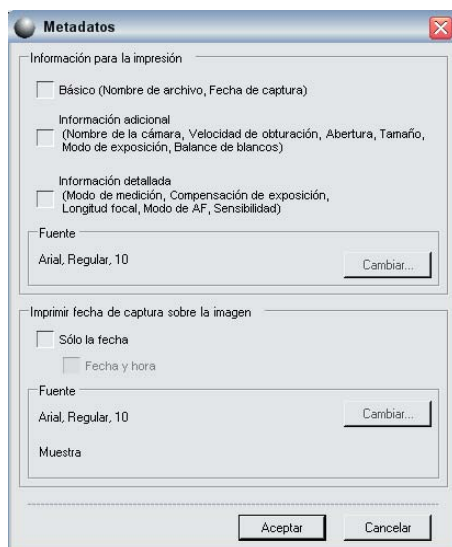 Metadatos
Información para la impresión
Básico (Nombre de archivo, Fecha de captura)
Información adicional
(Nombre de la cámara, Velocidad de obturación, Abertura, Tamaño,
Modo de exposición, Balance de blancos)
Información detallada
(Modo de medición, Compensación de exposición,
Longitud focal, Modo de AF, Sensibilidad)
Fuente
Arial, Regular, 10
Cambiar...
Imprimir fecha de captura sobre la imagen
Sólo la fecha
Fecha y hora
Fuente
Arial, Regular, 10
Cambiar...
Muestra
Aceptar
Cancelar